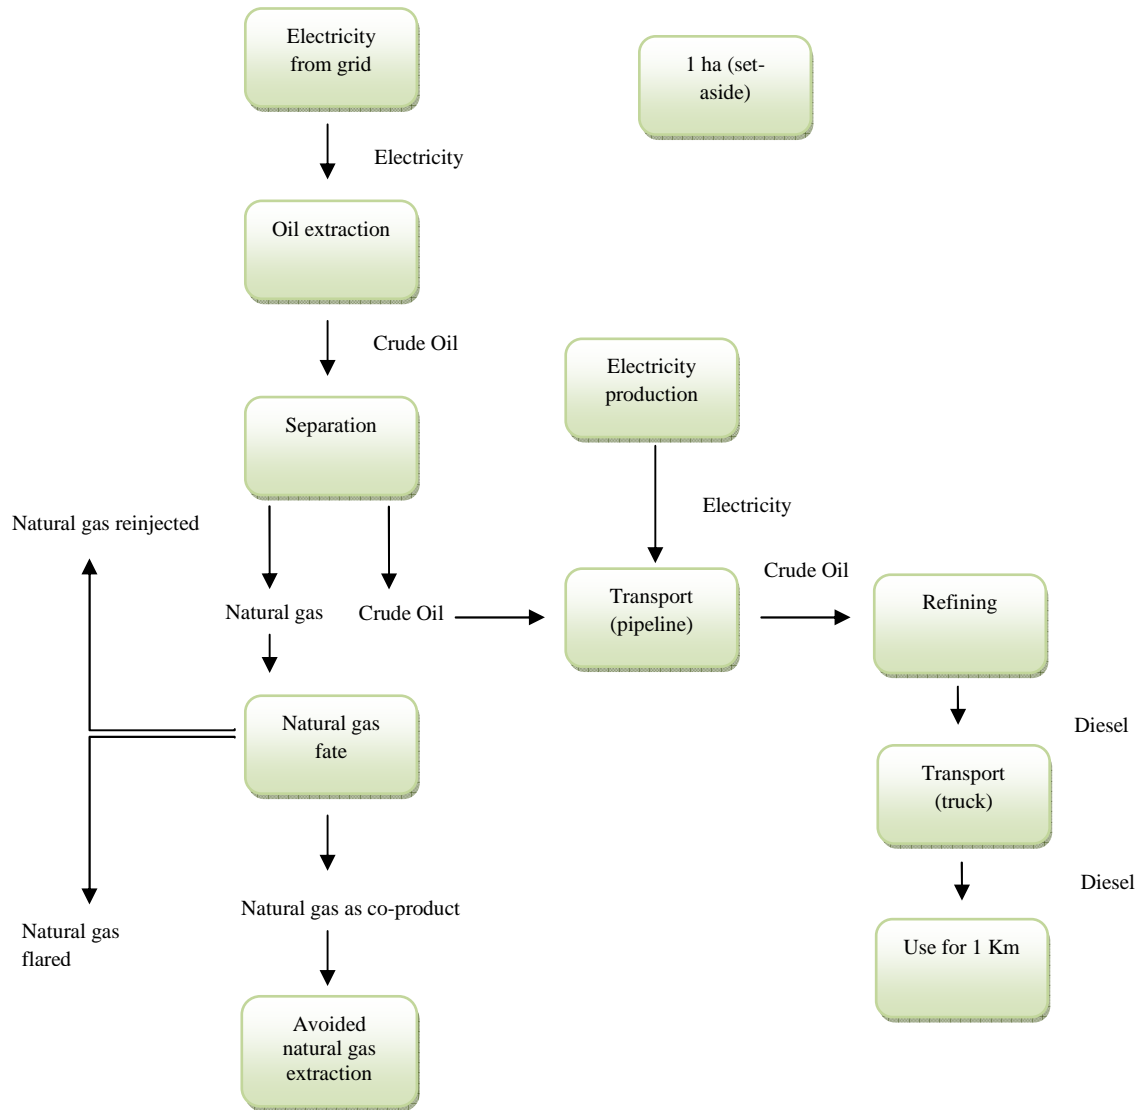 Electricity
from grid
1 ha (set-
aside)
Electricity
Oil extraction
Crude Oil
Electricity
production
Separation
Electricity
Natural gas reinjected
Crude Oil
Natural gas
Crude Oil
Transport
(pipeline)
Refining
Natural gas
fate
Diesel
Transport
(truck)
Diesel
Natural gas as co-product
Natural gas
flared
Use for 1 Km
Avoided
natural gas
extraction